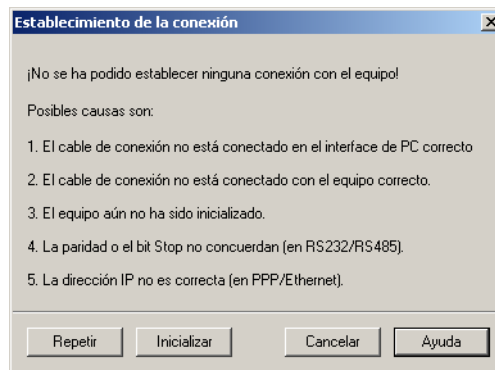 Establecimiento de la conexión
¡No se ha podido establecer ninguna conexión con el equipo!
Posibles causas son:
1. El cable de conexión no está conectado en el interface de PC correcto
2. El cable de conexión no está conectado con el equipo correcto.
3. El equipo aún no ha sido inicializado.
4. La paridad o el bit Stop no concuerdan (en RS232/RS485).
5. La dirección IP no es correcta (en PPP/Ethernet).
Repetir Inicializar Cancelar Ayuda